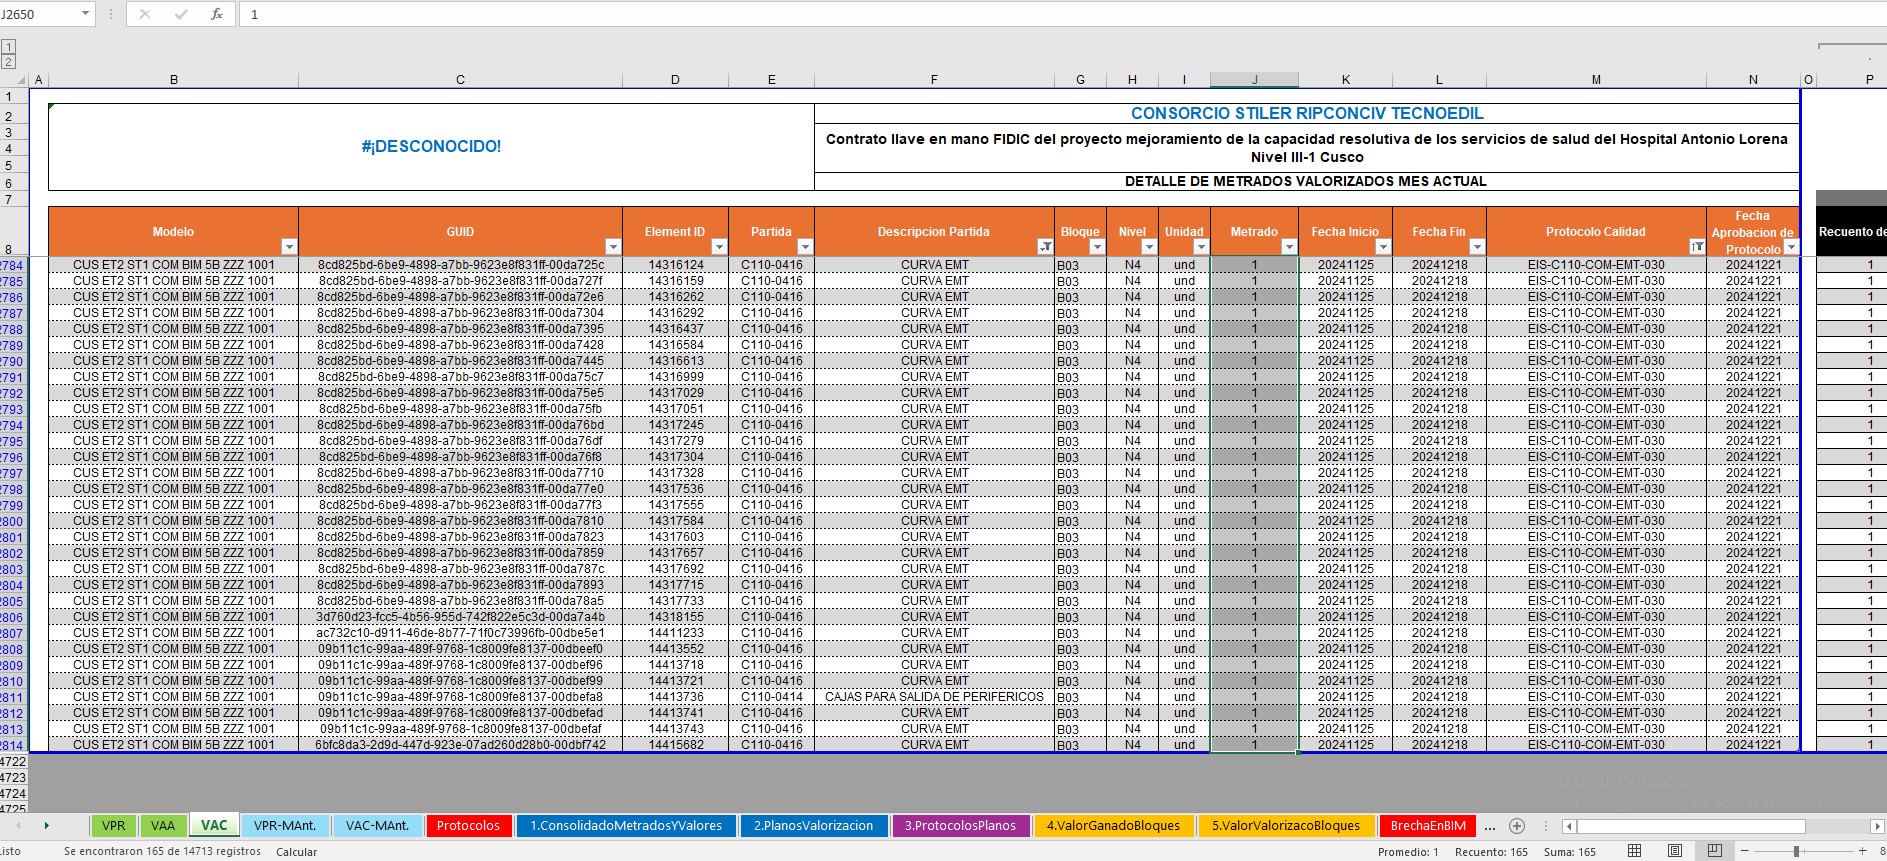 J2650 fx 1
1
2
A B C D E F G H I J K L M N O P
1
2 CONSORCIO STILER RIPCONCIV TECNOEDIL
3
4 #¡DESCONOCIDO! Contrato llave en mano FIDIC del proyecto mejoramiento de la capacidad resolutiva de los servicios de salud del Hospital Antonio Lorena
5 Nivel III-1 Cusco
6 DETALLE DE METRADOS VALORIZADOS MES ACTUAL
7
8 Modelo GUID Element ID Partida Descripcion Partida Bloque Nivel Unidad Metrado Fecha Inicio Fecha Fin Protocolo Calidad Fecha Aprobacion de Protocolo Recuento de
2784 CUS ET2 ST1 COM BIM 5B ZZZ 1001 8cd825bd-6be9-4898-a7bb-9623e8f831ff-00da725c 14316124 C110-0416 CURVA EMT B03 N4 und 1 20241125 20241218 EIS-C110-COM-EMT-030 20241221 1
2785 CUS ET2 ST1 COM BIM 5B ZZZ 1001 8cd825bd-6be9-4898-a7bb-9623e8f831ff-00da727f 14316159 C110-0416 CURVA EMT B03 N4 und 1 20241125 20241218 EIS-C110-COM-EMT-030 20241221 1
2786 CUS ET2 ST1 COM BIM 5B ZZZ 1001 8cd825bd-6be9-4898-a7bb-9623e8f831ff-00da72e6 14316262 C110-0416 CURVA EMT B03 N4 und 1 20241125 20241218 EIS-C110-COM-EMT-030 20241221 1
2787 CUS ET2 ST1 COM BIM 5B ZZZ 1001 8cd825bd-6be9-4898-a7bb-9623e8f831ff-00da7304 14316292 C110-0416 CURVA EMT B03 N4 und 1 20241125 20241218 EIS-C110-COM-EMT-030 20241221 1
2788 CUS ET2 ST1 COM BIM 5B ZZZ 1001 8cd825bd-6be9-4898-a7bb-9623e8f831ff-00da7395 14316437 C110-0416 CURVA EMT B03 N4 und 1 20241125 20241218 EIS-C110-COM-EMT-030 20241221 1
2789 CUS ET2 ST1 COM BIM 5B ZZZ 1001 8cd825bd-6be9-4898-a7bb-9623e8f831ff-00da7428 14316584 C110-0416 CURVA EMT B03 N4 und 1 20241125 20241218 EIS-C110-COM-EMT-030 20241221 1
2790 CUS ET2 ST1 COM BIM 5B ZZZ 1001 8cd825bd-6be9-4898-a7bb-9623e8f831ff-00da7445 14316613 C110-0416 CURVA EMT B03 N4 und 1 20241125 20241218 EIS-C110-COM-EMT-030 20241221 1
2791 CUS ET2 ST1 COM BIM 5B ZZZ 1001 8cd825bd-6be9-4898-a7bb-9623e8f831ff-00da75c7 14316999 C110-0416 CURVA EMT B03 N4 und 1 20241125 20241218 EIS-C110-COM-EMT-030 20241221 1
2792 CUS ET2 ST1 COM BIM 5B ZZZ 1001 8cd825bd-6be9-4898-a7bb-9623e8f831ff-00da75e5 14317029 C110-0416 CURVA EMT B03 N4 und 1 20241125 20241218 EIS-C110-COM-EMT-030 20241221 1
2793 CUS ET2 ST1 COM BIM 5B ZZZ 1001 8cd825bd-6be9-4898-a7bb-9623e8f831ff-00da75fb 14317051 C110-0416 CURVA EMT B03 N4 und 1 20241125 20241218 EIS-C110-COM-EMT-030 20241221 1
2794 CUS ET2 ST1 COM BIM 5B ZZZ 1001 8cd825bd-6be9-4898-a7bb-9623e8f831ff-00da76bd 14317245 C110-0416 CURVA EMT B03 N4 und 1 20241125 20241218 EIS-C110-COM-EMT-030 20241221 1
2795 CUS ET2 ST1 COM BIM 5B ZZZ 1001 8cd825bd-6be9-4898-a7bb-9623e8f831ff-00da76df 14317279 C110-0416 CURVA EMT B03 N4 und 1 20241125 20241218 EIS-C110-COM-EMT-030 20241221 1
2796 CUS ET2 ST1 COM BIM 5B ZZZ 1001 8cd825bd-6be9-4898-a7bb-9623e8f831ff-00da76f8 14317304 C110-0416 CURVA EMT B03 N4 und 1 20241125 20241218 EIS-C110-COM-EMT-030 20241221 1
2797 CUS ET2 ST1 COM BIM 5B ZZZ 1001 8cd825bd-6be9-4898-a7bb-9623e8f831ff-00da7710 14317328 C110-0416 CURVA EMT B03 N4 und 1 20241125 20241218 EIS-C110-COM-EMT-030 20241221 1
2798 CUS ET2 ST1 COM BIM 5B ZZZ 1001 8cd825bd-6be9-4898-a7bb-9623e8f831ff-00da77e0 14317536 C110-0416 CURVA EMT B03 N4 und 1 20241125 20241218 EIS-C110-COM-EMT-030 20241221 1
2799 CUS ET2 ST1 COM BIM 5B ZZZ 1001 8cd825bd-6be9-4898-a7bb-9623e8f831ff-00da77f3 14317555 C110-0416 CURVA EMT B03 N4 und 1 20241125 20241218 EIS-C110-COM-EMT-030 20241221 1
2800 CUS ET2 ST1 COM BIM 5B ZZZ 1001 8cd825bd-6be9-4898-a7bb-9623e8f831ff-00da7810 14317584 C110-0416 CURVA EMT B03 N4 und 1 20241125 20241218 EIS-C110-COM-EMT-030 20241221 1
2801 CUS ET2 ST1 COM BIM 5B ZZZ 1001 8cd825bd-6be9-4898-a7bb-9623e8f831ff-00da7823 14317603 C110-0416 CURVA EMT B03 N4 und 1 20241125 20241218 EIS-C110-COM-EMT-030 20241221 1
2802 CUS ET2 ST1 COM BIM 5B ZZZ 1001 8cd825bd-6be9-4898-a7bb-9623e8f831ff-00da7859 14317657 C110-0416 CURVA EMT B03 N4 und 1 20241125 20241218 EIS-C110-COM-EMT-030 20241221 1
2803 CUS ET2 ST1 COM BIM 5B ZZZ 1001 8cd825bd-6be9-4898-a7bb-9623e8f831ff-00da787c 14317692 C110-0416 CURVA EMT B03 N4 und 1 20241125 20241218 EIS-C110-COM-EMT-030 20241221 1
2804 CUS ET2 ST1 COM BIM 5B ZZZ 1001 8cd825bd-6be9-4898-a7bb-9623e8f831ff-00da7893 14317715 C110-0416 CURVA EMT B03 N4 und 1 20241125 20241218 EIS-C110-COM-EMT-030 20241221 1
2805 CUS ET2 ST1 COM BIM 5B ZZZ 1001 8cd825bd-6be9-4898-a7bb-9623e8f831ff-00da78a5 14317733 C110-0416 CURVA EMT B03 N4 und 1 20241125 20241218 EIS-C110-COM-EMT-030 20241221 1
2806 CUS ET2 ST1 COM BIM 5B ZZZ 1001 3d760d23-fcc5-4b56-955d-742f822e5c3d-00da7a4b 14318155 C110-0416 CURVA EMT B03 N4 und 1 20241125 20241218 EIS-C110-COM-EMT-030 20241221 1
2807 CUS ET2 ST1 COM BIM 5B ZZZ 1001 ac732c10-d911-46de-8b77-71f0c73996fb-00dbe5e1 14411233 C110-0416 CURVA EMT B03 N4 und 1 20241125 20241218 EIS-C110-COM-EMT-030 20241221 1
2808 CUS ET2 ST1 COM BIM 5B ZZZ 1001 09b11c1c-99aa-489f-9768-1c8009fe8137-00dbeef0 14413552 C110-0416 CURVA EMT B03 N4 und 1 20241125 20241218 EIS-C110-COM-EMT-030 20241221 1
2809 CUS ET2 ST1 COM BIM 5B ZZZ 1001 09b11c1c-99aa-489f-9768-1c8009fe8137-00dbef96 14413718 C110-0416 CURVA EMT B03 N4 und 1 20241125 20241218 EIS-C110-COM-EMT-030 20241221 1
2810 CUS ET2 ST1 COM BIM 5B ZZZ 1001 09b11c1c-99aa-489f-9768-1c8009fe8137-00dbef99 14413721 C110-0416 CURVA EMT B03 N4 und 1 20241125 20241218 EIS-C110-COM-EMT-030 20241221 1
2811 CUS ET2 ST1 COM BIM 5B ZZZ 1001 09b11c1c-99aa-489f-9768-1c8009fe8137-00dbefa8 14413736 C110-0414 CAJAS PARA SALIDA DE PERIFERICOS B03 N4 und 1 20241125 20241218 EIS-C110-COM-EMT-030 20241221 1
2812 CUS ET2 ST1 COM BIM 5B ZZZ 1001 09b11c1c-99aa-489f-9768-1c8009fe8137-00dbefad 14413741 C110-0416 CURVA EMT B03 N4 und 1 20241125 20241218 EIS-C110-COM-EMT-030 20241221 1
2813 CUS ET2 ST1 COM BIM 5B ZZZ 1001 09b11c1c-99aa-489f-9768-1c8009fe8137-00dbefaf 14413743 C110-0416 CURVA EMT B03 N4 und 1 20241125 20241218 EIS-C110-COM-EMT-030 20241221 1
2814 CUS ET2 ST1 COM BIM 5B ZZZ 1001 6bfc8da3-2d9d-447d-923e-07ad260d28b0-00dbf742 14415682 C110-0416 CURVA EMT B03 N4 und 1 20241125 20241218 EIS-C110-COM-EMT-030 20241221 1
4722
4723 Activar Windows
4724
4725
VPR VAA VAC VPR-MAnt. VAC-MAnt. Protocolos 1.ConsolidadoMetradosYValores 2.PlanosValorizacion 3.ProtocolosPlanos 4.ValorGanadoBloques 5.ValorValorizacoBloques BrechaEnBIM ...
Listo Se encontraron 165 de 14713 registros Calcular Promedio: 1 Recuento: 165 Suma: 165 8